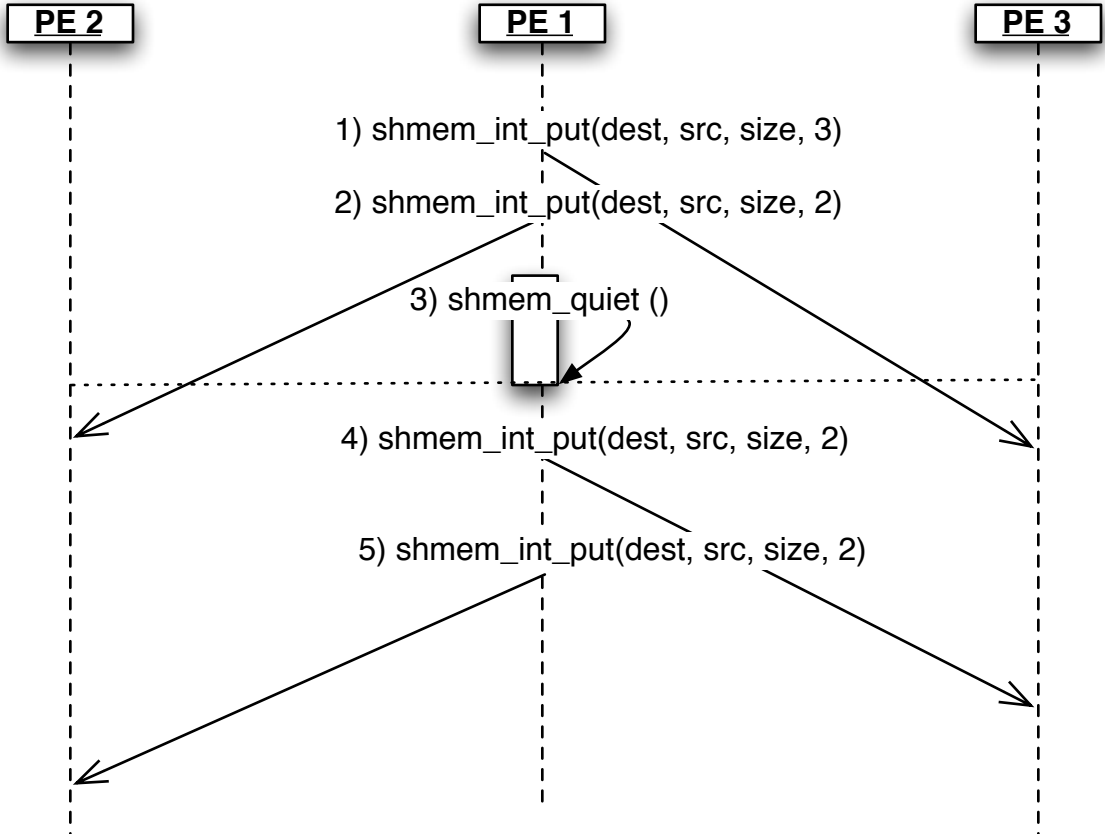 PE 2
PE 1
PE 3
1) shmem_int_put(dest, src, size, 3)
2) shmem_int_put(dest, src, size, 2)
3) shmem_quiet ()
4) shmem_int_put(dest, src, size, 2)
5) shmem_int_put(dest, src, size, 2)